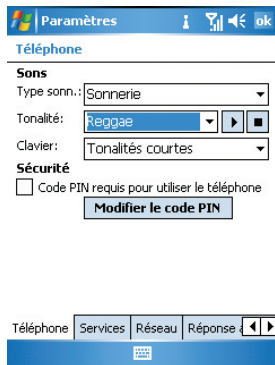 Paramètres ok
Téléphone
Sons
Type sonn.: Sonnerie
Tonalité: Reggae
Clavier: Tonalités courtes
Sécurité
Code PIN requis pour utiliser le téléphone
Modifier le code PIN
Téléphone Services Réseau Réponse